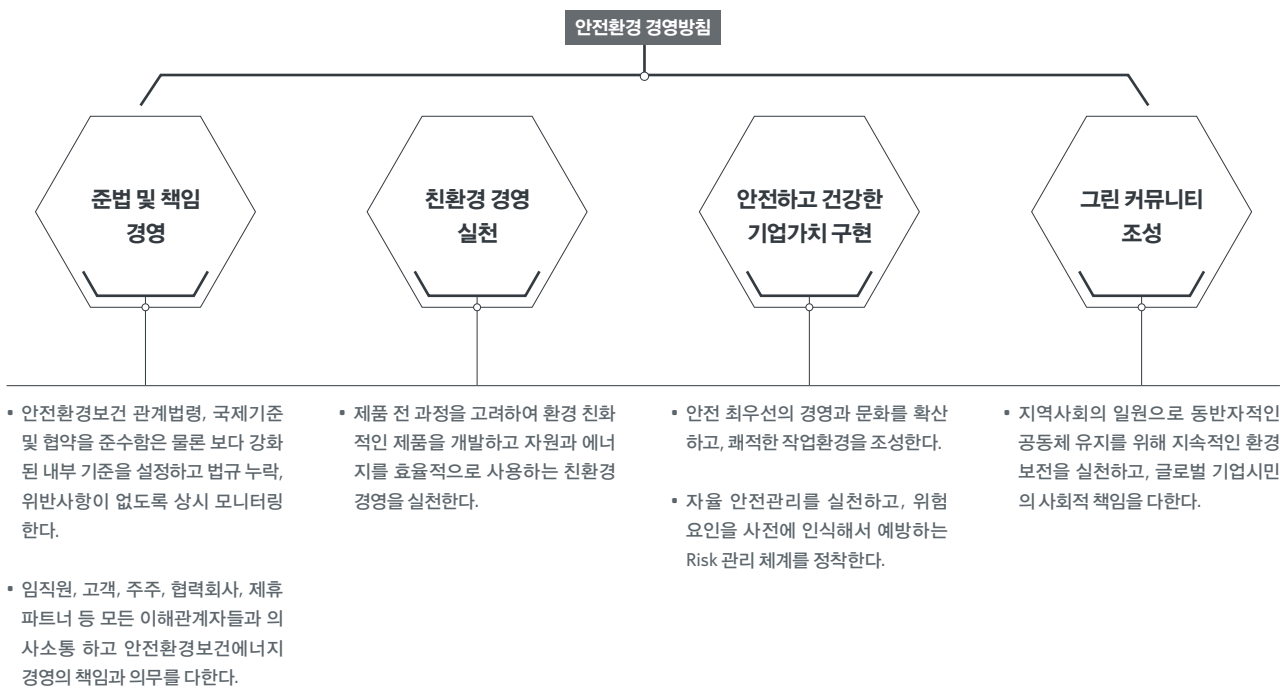 안전환경 경영방침
준법 및 책임
경영
친환경 경영
실천
안전하고 건강한
기업가치 구현
그린 커뮤니티
조성
• 안전환경보건 관계법령, 국제기준
및 협약을 준수함은 물론 보다 강화
된 내부 기준을 설정하고 법규 누락,
위반사항이 없도록 상시 모니터링
한다.
• 임직원, 고객, 주주, 협력회사, 제휴
파트너 등 모든 이해관계자들과 의
사소통 하고 안전환경보건에너지
경영의 책임과 의무를 다한다.
• 제품 전 과정을 고려하여 환경 친화
적인 제품을 개발하고 자원과 에너
지를 효율적으로 사용하는 친환경
경영을 실천한다.
• 안전 최우선의 경영과 문화를 확산
하고, 쾌적한 작업환경을 조성한다.
• 자율 안전관리를 실천하고, 위험
요인을 사전에 인식해서 예방하는
Risk 관리 체계를 정착한다.
• 지역사회의 일원으로 동반자적인
공동체 유지를 위해 지속적인 환경
보전을 실천하고, 글로벌 기업시민
의 사회적 책임을 다한다.